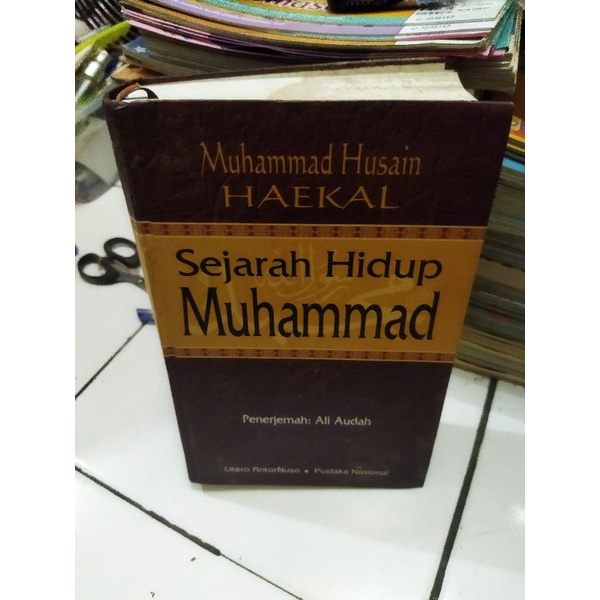 Muhammad Husain
HAEKAL
Sejarah Hidup
Muhammad
Penerjemah: Ali Audah
Litera AntarNusa • Pustaka Nasional